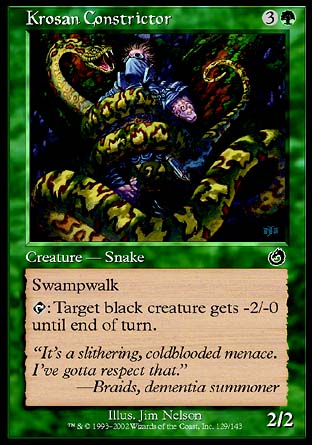 Krosan Constrictor 3
Creature — Snake
Swampwalk
: Target black creature gets -2/-0
until end of turn.
"It's a slithering, coldblooded menace.
I've gotta respect that."
—Braids, dementia summoner
Illus. Jim Nelson
™ & © 1993–2002 Wizards of the Coast, Inc. 129/143
2/2